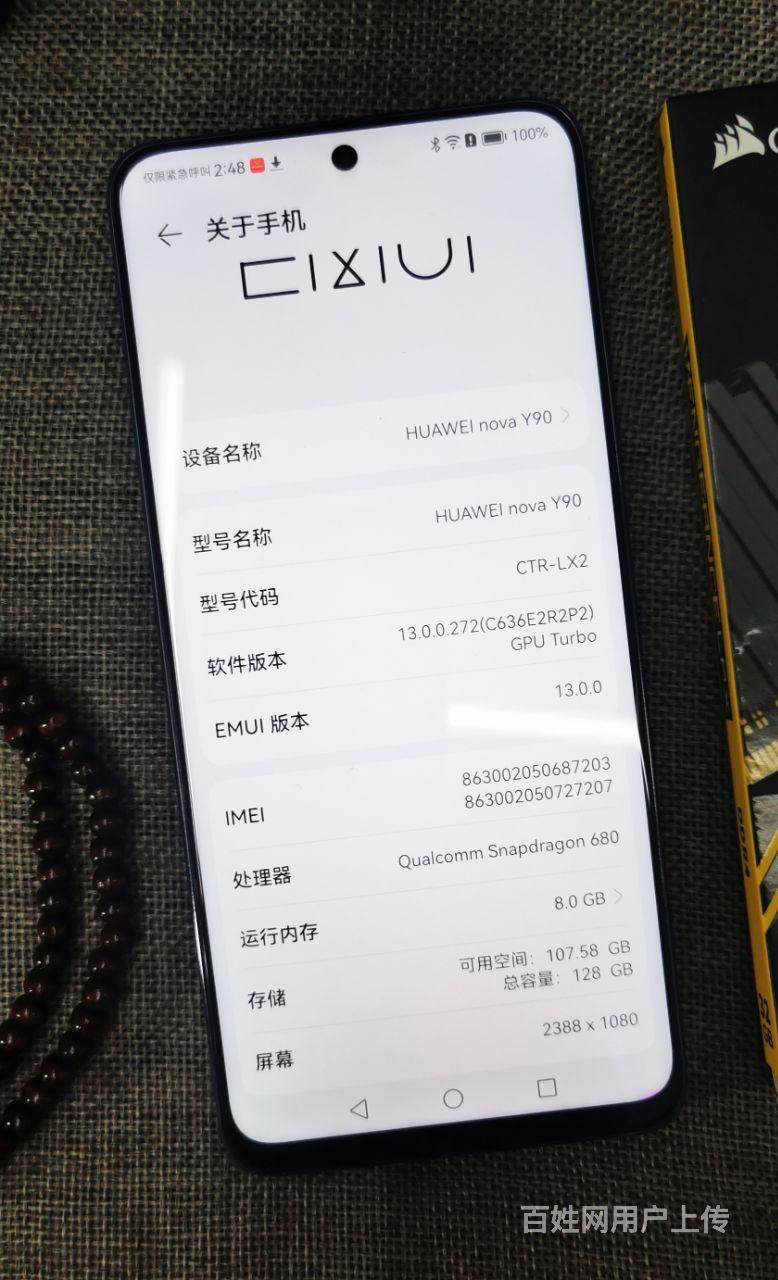 仅限紧急呼叫 2:48 100%
关于手机
设备名称 HUAWEI nova Y90
型号名称 HUAWEI nova Y90
型号代码 CTR-LX2
软件版本 13.0.0.272(C636E2R2P2)
GPU Turbo
EMUI 版本 13.0.0
IMEI 863002050687203
863002050727207
处理器 Qualcomm Snapdragon 680
运行内存 8.0 GB
存储 可用空间: 107.58 GB
总容量: 128 GB
屏幕 2388 x 1080
百姓网用户上传